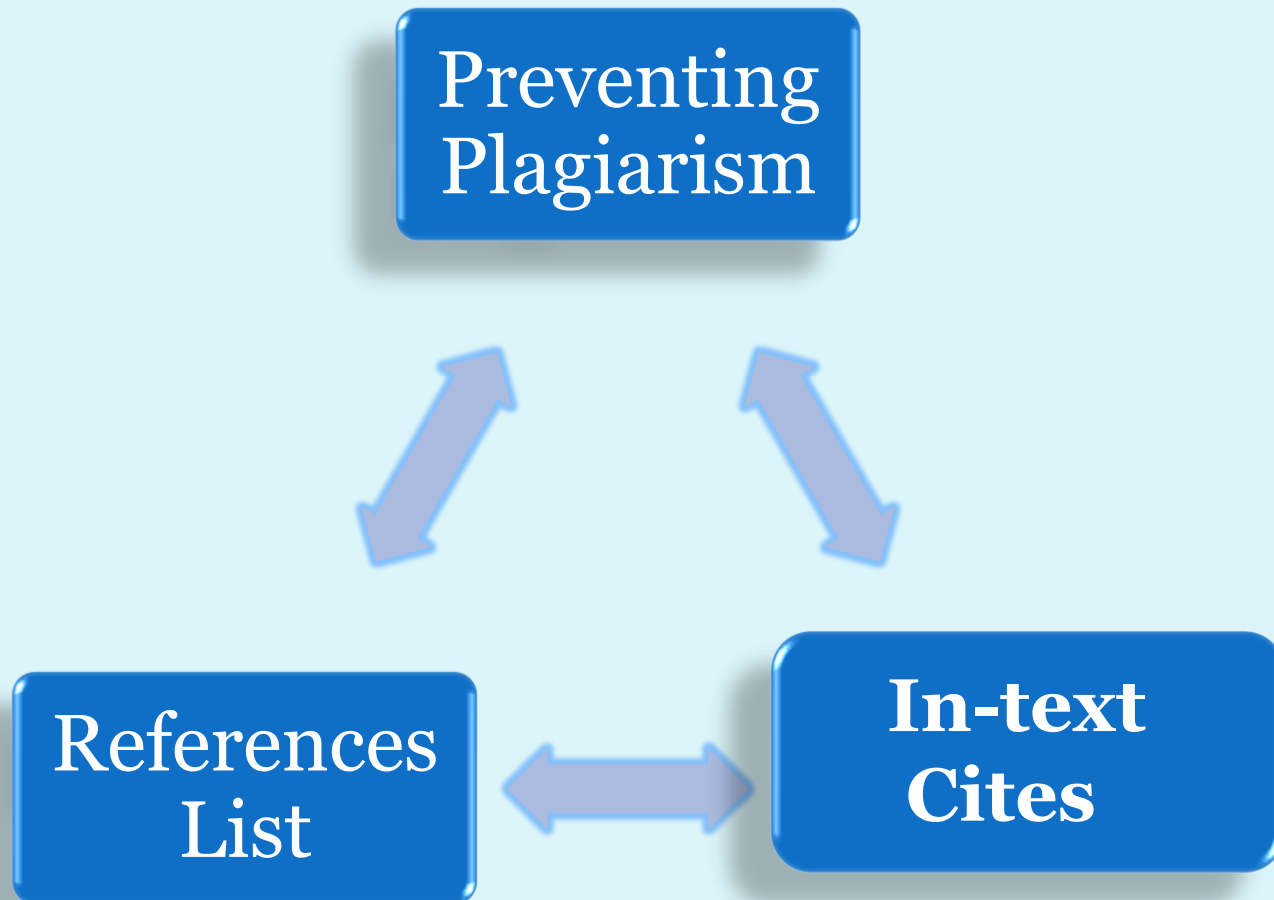 Preventing
Plagiarism
References
List
In-text
Cites